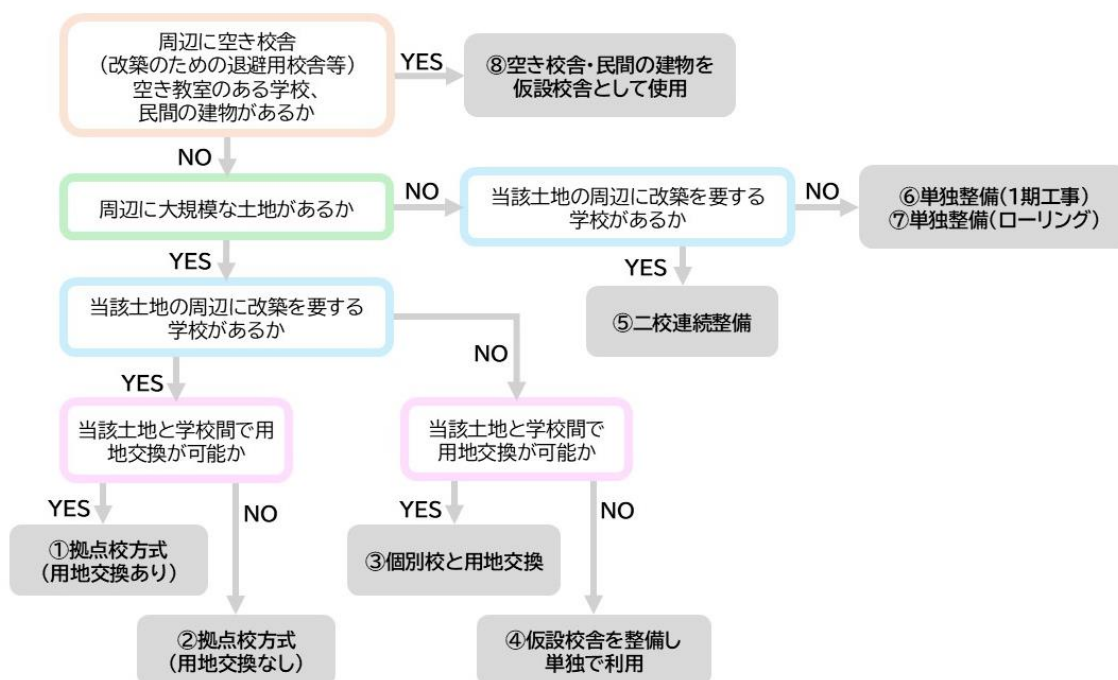 周辺に空き校舎
(改築のための退避用校舎等)
空き教室のある学校、
民間の建物があるか
YES
⑧空き校舎・民間の建物を
仮設校舎として使用
NO
周辺に大規模な土地があるか
NO
当該土地の周辺に改築を要する
学校があるか
NO
⑥単独整備(1期工事)
⑦単独整備(ローリング)
YES
YES
⑤二校連続整備
当該土地の周辺に改築を要する
学校があるか
YES
NO
当該土地と学校間で用
地交換が可能か
当該土地と学校間で
用地交換が可能か
YES
NO
YES
NO
①拠点校方式
(用地交換あり)
③個別校と用地交換
②拠点校方式
(用地交換なし)
④仮設校舎を整備し
単独で利用